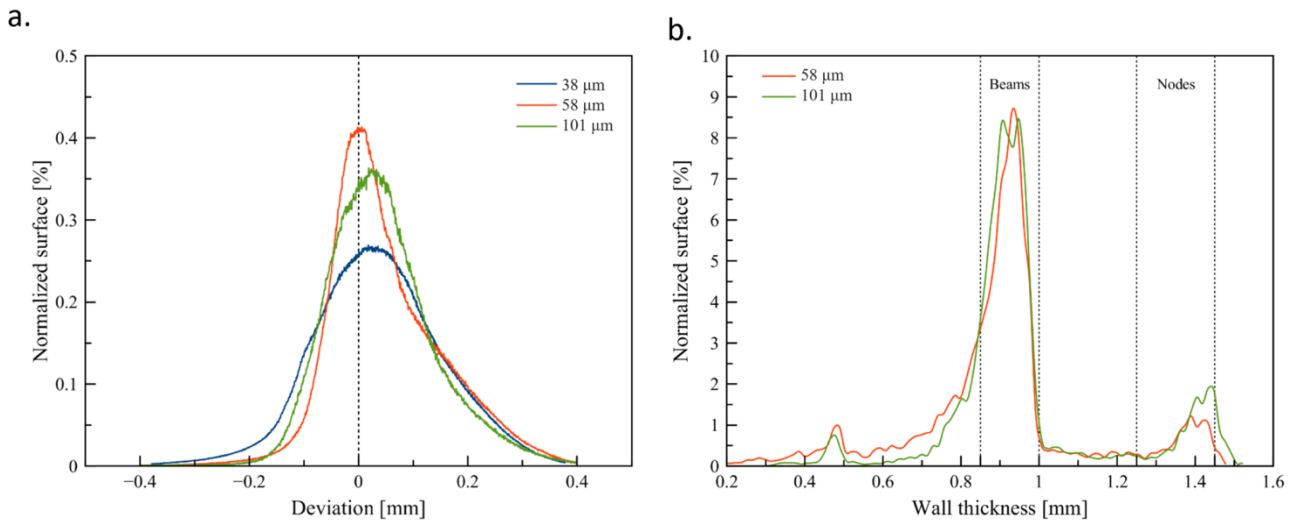 a.
0.5
0.4
0.3
0.2
0.1
0
−0.4
−0.2
0
0.2
0.4
Normalized surface [%]
Deviation [mm]
38 μm
58 μm
101 μm
b.
10
9
8
7
6
5
4
3
2
1
0
0.2
0.4
0.6
0.8
1.0
1.2
1.4
1.6
Normalized surface [%]
Wall thickness [mm]
58 μm
101 μm
Beams
Nodes